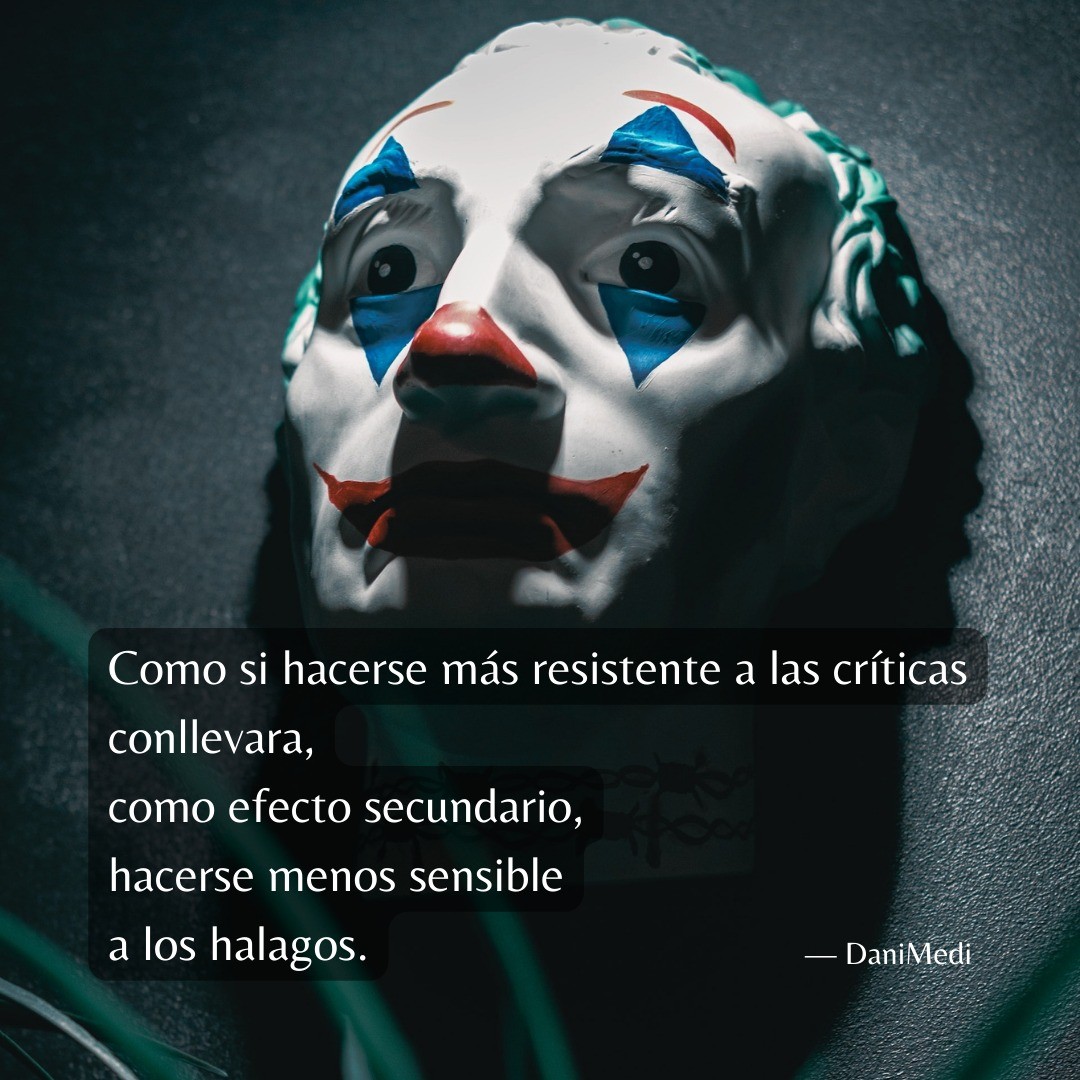 Como si hacerse más resistente a las críticas
conllevara,
como efecto secundario,
hacerse menos sensible
a los halagos.
— DaniMedi